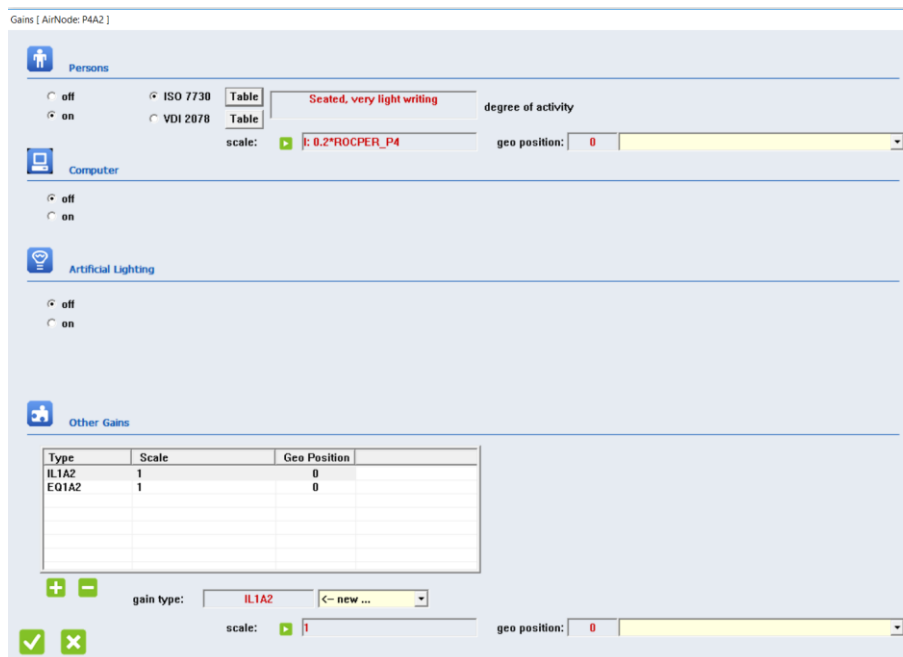 Gains [ AirNode: P4A2 ]
Persons
off ISO 7730 Table Seated, very light writing degree of activity
on VDI 2078 Table
scale: I: 0.2*ROCPER_P4 geo position: 0
Computer
off
on
Artificial Lighting
off
on
Other Gains
Type Scale Geo Position
IL1A2 1 0
EQ1A2 1 0
gain type: IL1A2 <-- new ...
scale: 1 geo position: 0